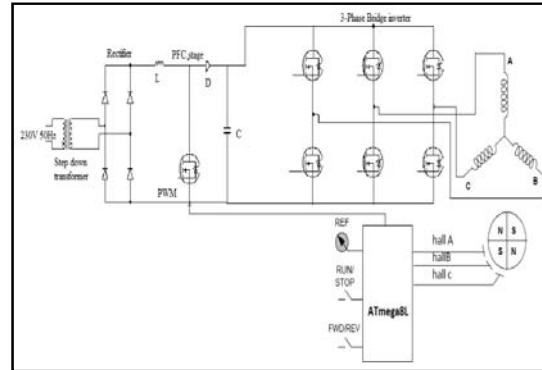 3-Phase Bridge inverter
Rectifier
PFC stage
L
D
A
230V 50Hz
Step down
transformer
C
PWM
C
B
REF
hall A
hallB
hall c
N
S
S
N
RUN/
STOP
ATmega8L
FWD/REV